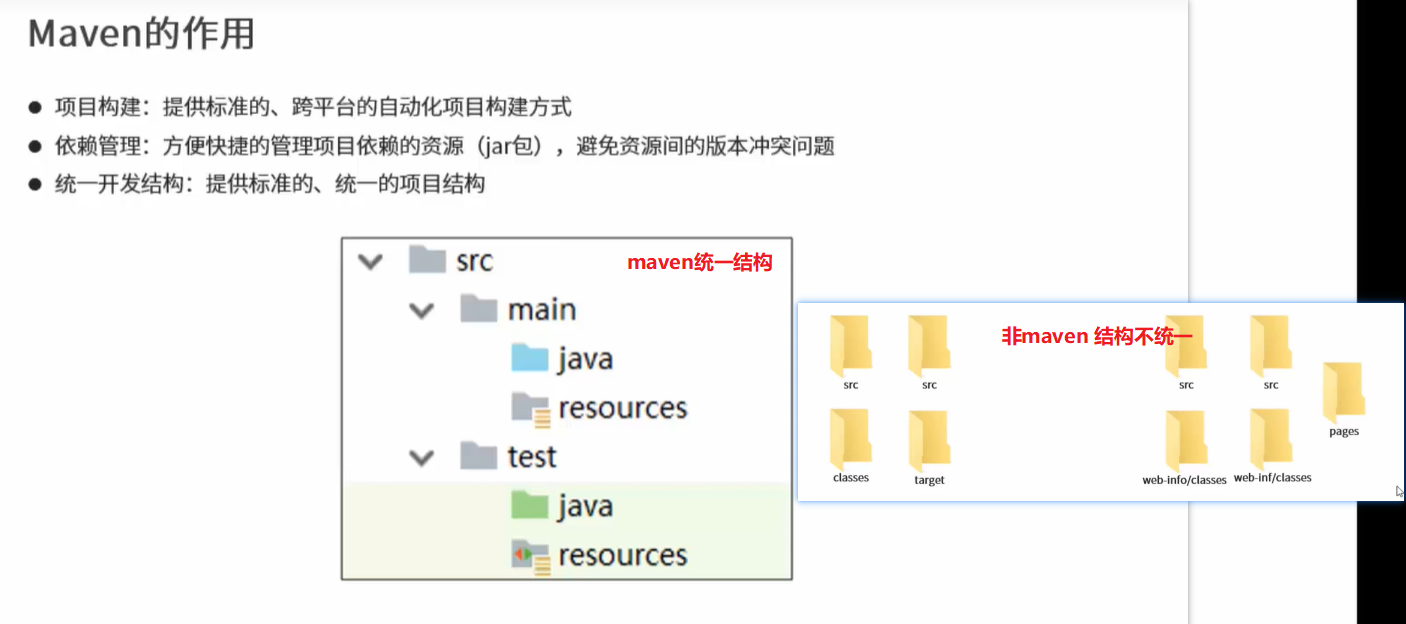 Maven的作用
● 项目构建：提供标准的、跨平台的自动化项目构建方式
● 依赖管理：方便快捷的管理项目依赖的资源（jar包），避免资源间的版本冲突问题
● 统一开发结构：提供标准的、统一的项目结构
src
maven统一结构
main
java
resources
test
java
resources
非maven 结构不统一
src
src
src
src
pages
classes
target
web-info/classes
web-inf/classes